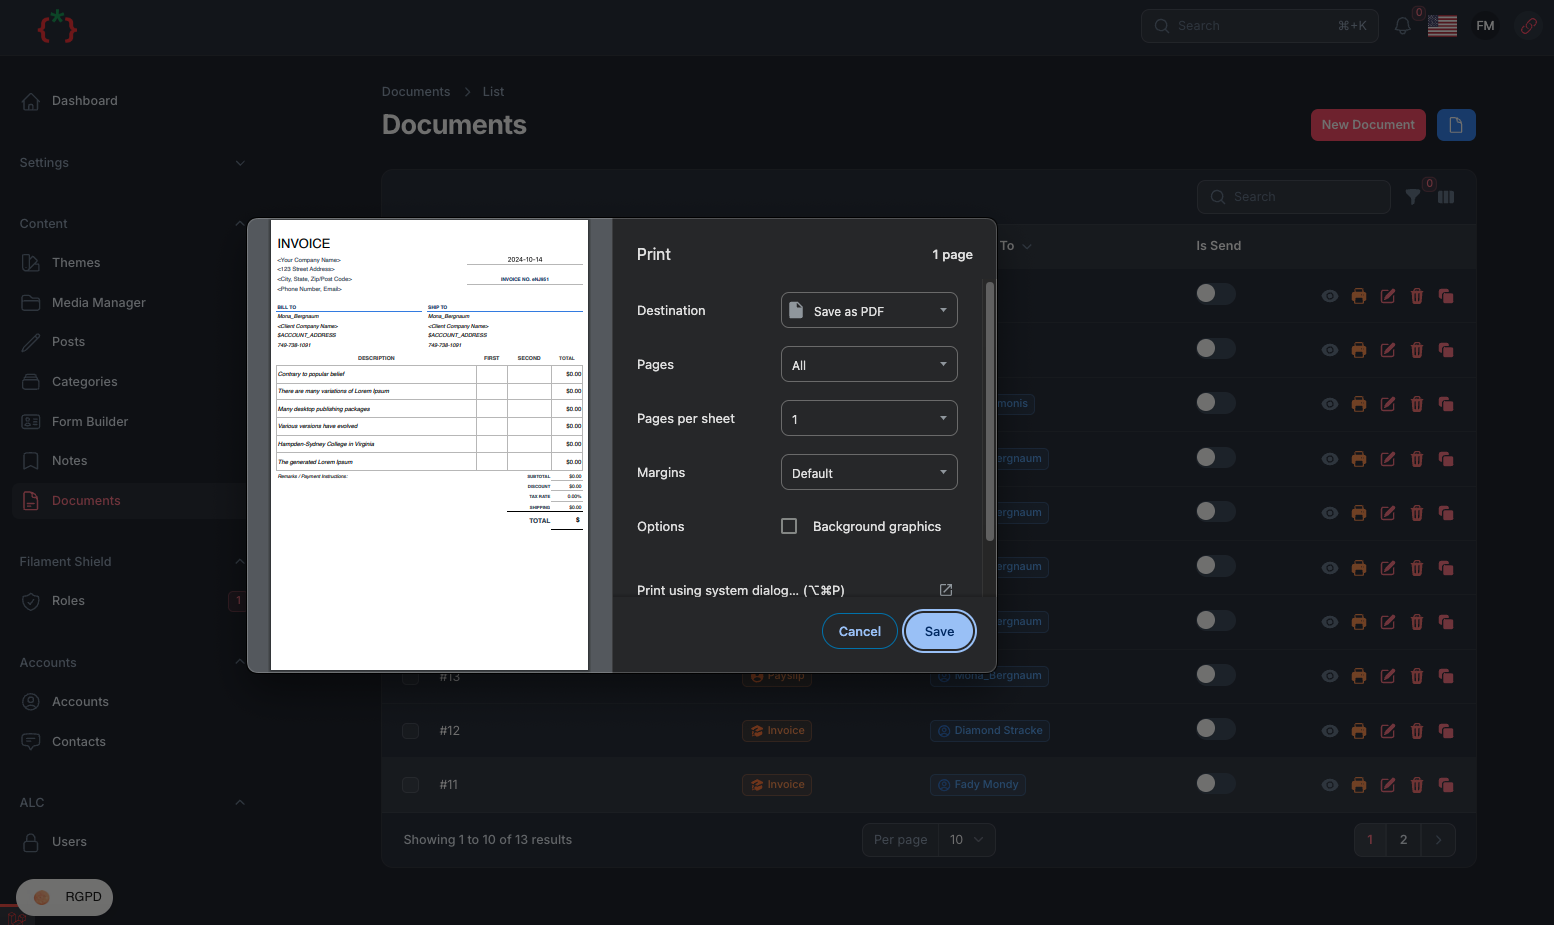 Search ⌘+K
0
FM
Dashboard
Settings
Content
Themes
Media Manager
Posts
Categories
Form Builder
Notes
Documents
Filament Shield
Roles
1
Accounts
Accounts
Contacts
ALC
Users
RGPD
Documents > List
Documents
New Document
Search
0
To
Is Send
monis
ergnaum
ergnaum
ergnaum
ergnaum
#13 Payslip Mona_Bergnaum
#12 Invoice Diamond Stracke
#11 Invoice Fady Mondy
Showing 1 to 10 of 13 results
Per page 10
1 2
INVOICE
<Your Company Name>
<123 Street Address>
<City, State, Zip/Post Code>
<Phone Number, Email>
2024-10-14
INVOICE NO. eNJ851
BILL TO
Mona_Bergnaum
<Client Company Name>
$ACCOUNT_ADDRESS
749-738-1091
SHIP TO
Mona_Bergnaum
<Client Company Name>
$ACCOUNT_ADDRESS
749-738-1091
DESCRIPTION FIRST SECOND TOTAL
Contrary to popular belief $0.00
There are many variations of Lorem Ipsum $0.00
Many desktop publishing packages $0.00
Various versions have evolved $0.00
Hampden-Sydney College in Virginia $0.00
The generated Lorem Ipsum $0.00
Remarks / Payment Instructions:
SUBTOTAL $0.00
DISCOUNT $0.00
TAX RATE 0.00%
SHIPPING $0.00
TOTAL $
Print 1 page
Destination Save as PDF
Pages All
Pages per sheet 1
Margins Default
Options Background graphics
Print using system dialog... (⌥⌘P)
Cancel Save